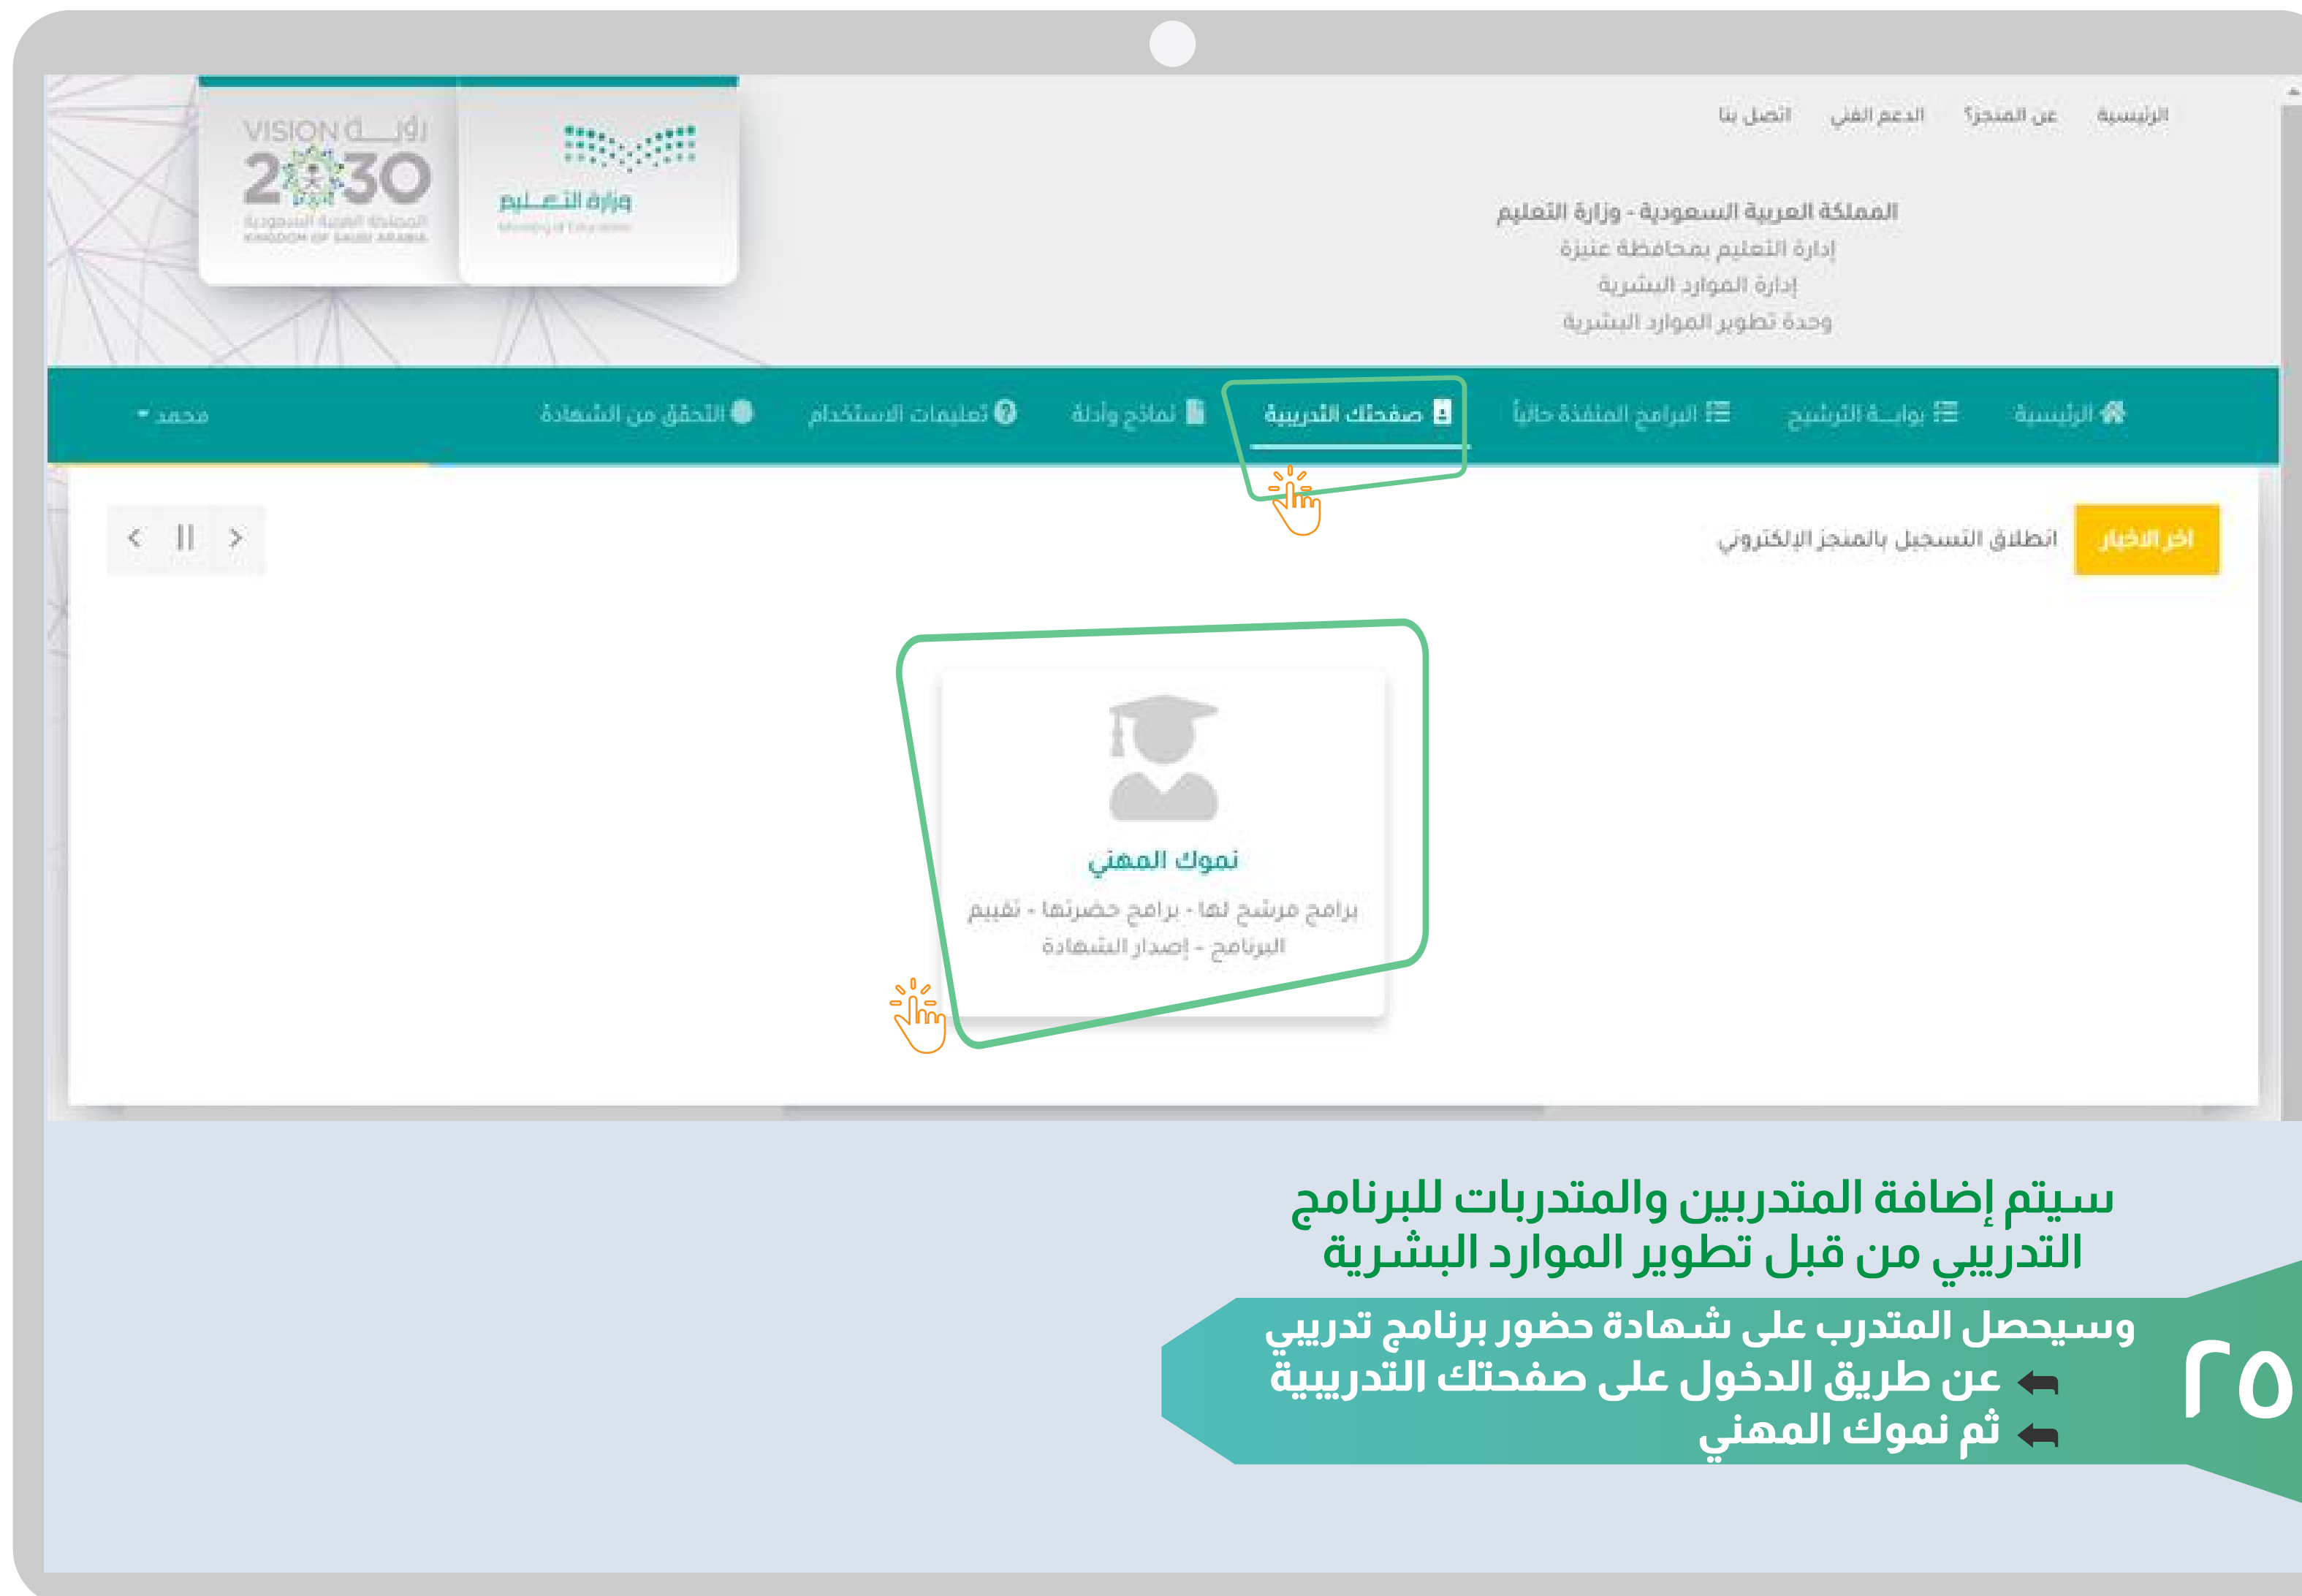 الرئيسية عن المنجز؟ الدعم الفني اتصل بنا
VISION رؤيــة
2030
المملكة العربية السعودية
KINGDOM OF SAUDI ARABIA
وزارة التعـــليم
Ministry of Education
المملكة العربية السعودية - وزارة التعليم
إدارة التعليم بمحافظة عنيزة
إدارة الموارد البشرية
وحدة تطوير الموارد البشرية
الرئيسية بوابــة الترشيح البرامج المنفذة حالياً صفحتك التدريبية نماذج وأدلة تعليمات الاستخدام التحقق من الشهادة محمد
اخر الاخبار انطلاق التسجيل بالمنجز الإلكتروني
نموك المهني
برامج مرشح لها - برامج حضرتها - تقييم
البرنامج - إصدار الشهادة
سيتم إضافة المتدربين والمتدربات للبرنامج
التدريبي من قبل تطوير الموارد البشرية
وسيحصل المتدرب على شهادة حضور برنامج تدريبي
عن طريق الدخول على صفحتك التدريبية
ثم نموك المهني
٢٥